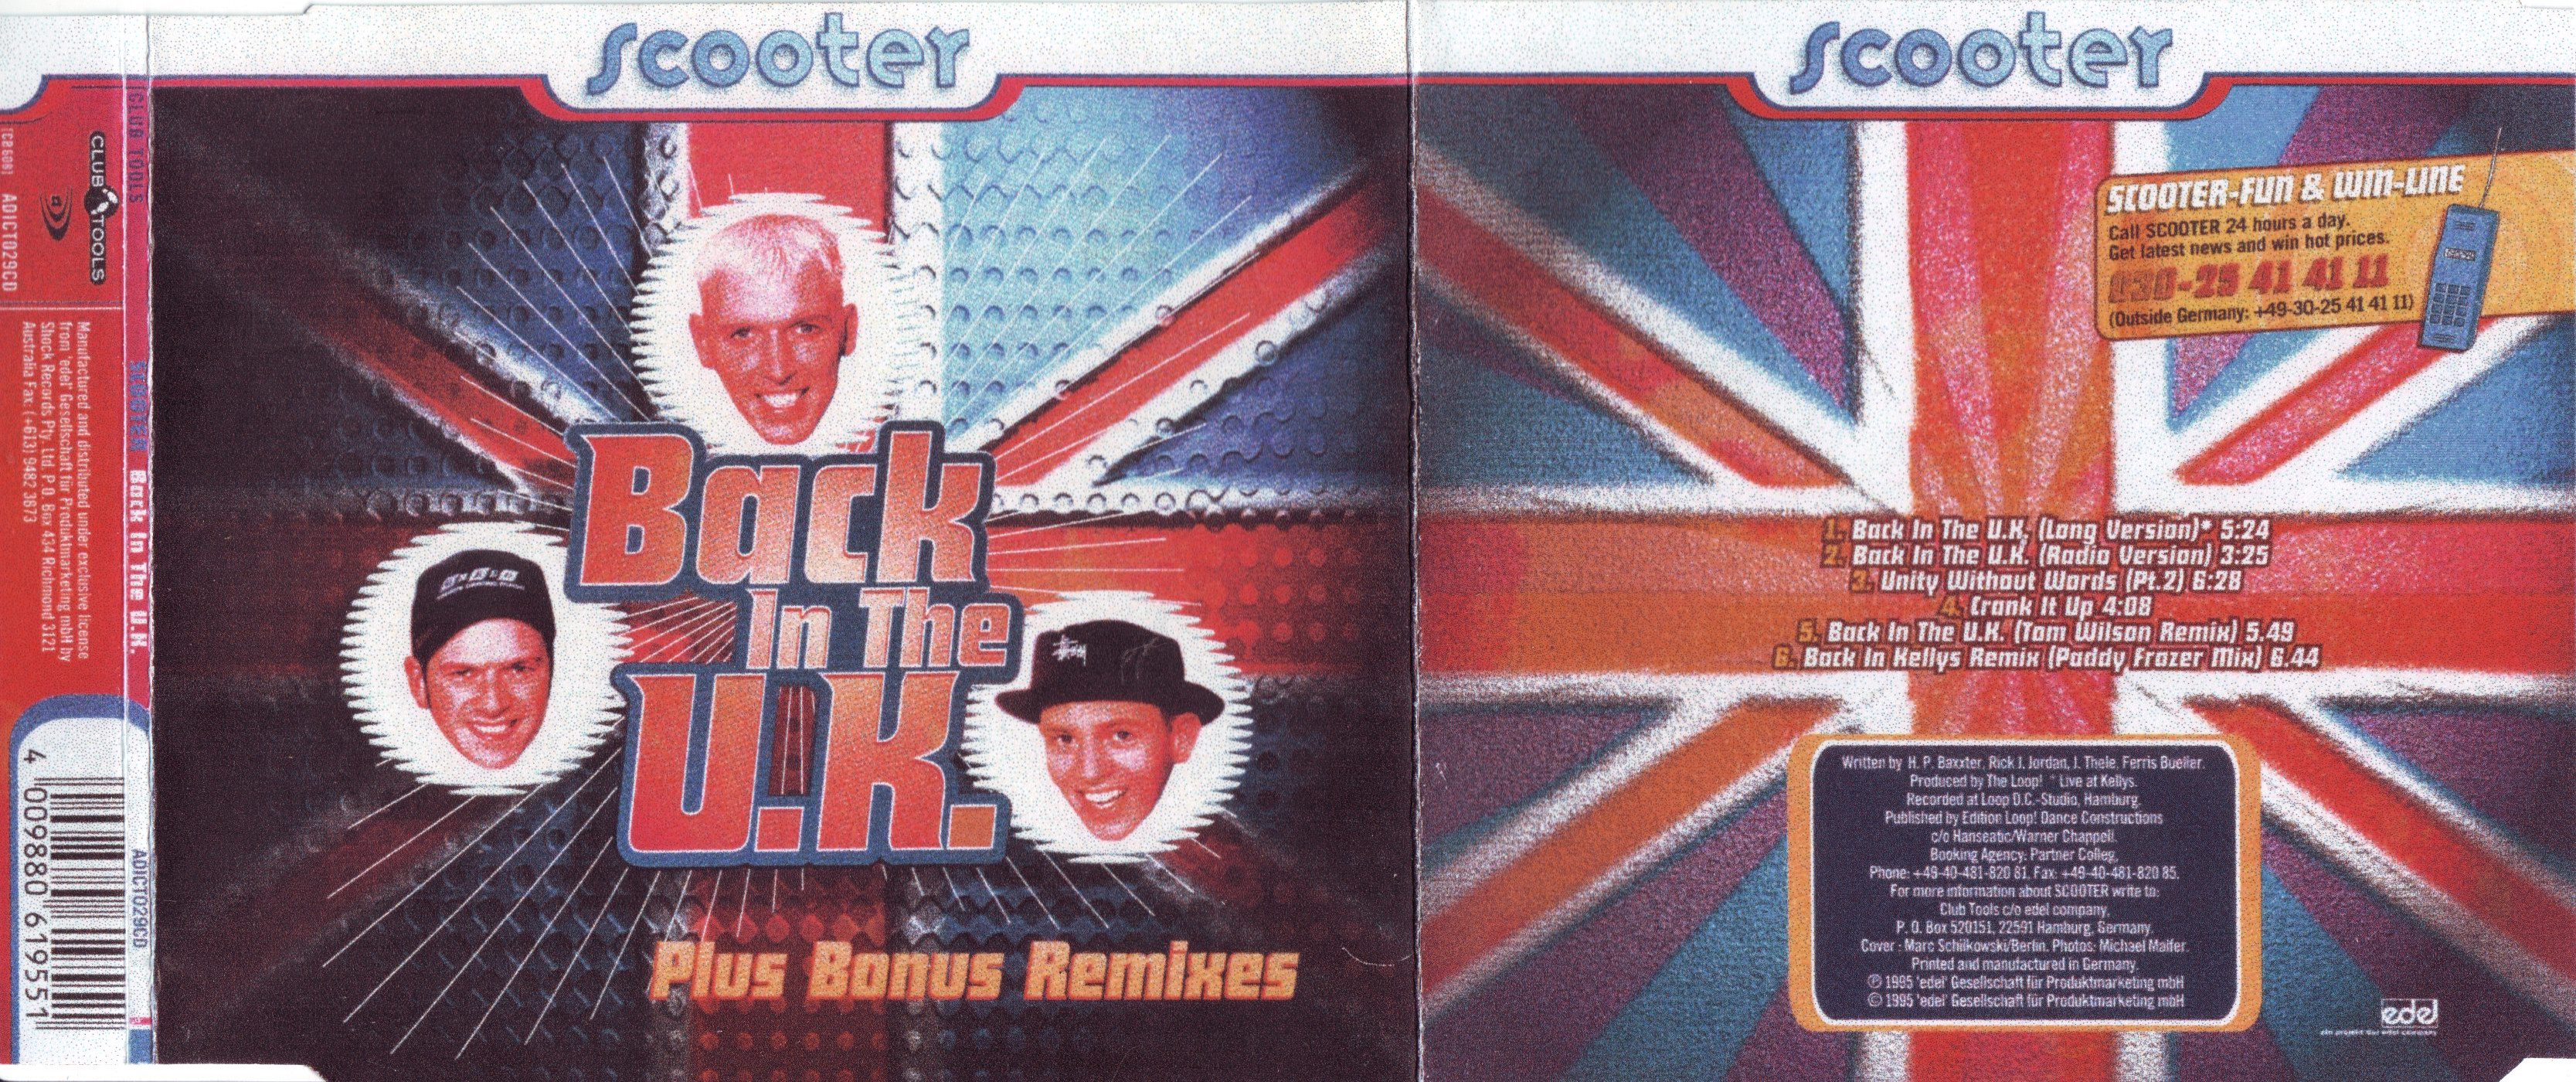 scooter
CLUB TOOLS
SCOOTER Back In The U.K.
ADICT029CD
CLUB TOOLS
ADICT029CD
Manufactured and distributed under exclusive license
from 'edel' Gesellschaft für Produktmarketing mbH by
Shock Records Pty. Ltd. P.O. Box 434 Richmond 3121
Australia Fax: (+613) 9482 3873
4 009880 619551
Back
In The
U.K.
Plus Bonus Remixes
scooter
SCOOTER-FUN & WIN-LINE
Call SCOOTER 24 hours a day.
Get latest news and win hot prices.
030-25 41 41 11
(Outside Germany: +49-30-25 41 41 11)
1. Back In The U.K. (Long Version)* 5:24
2. Back In The U.K. (Radio Version) 3:25
3. Unity Without Words (Pt.2) 6:28
4. Crank It Up 4:08
5. Back In The U.K. (Tom Wilson Remix) 5.49
6. Back In Kellys Remix (Paddy Frazer Mix) 6.44
Written by H. P. Baxxter, Rick J. Jordan, J. Thele, Ferris Bueller.
Produced by The Loop! * Live at Kellys.
Recorded at Loop D.C.-Studio, Hamburg.
Published by Edition Loop! Dance Constructions
c/o Hanseatic/Warner Chappell.
Booking Agency: Partner Colleg,
Phone: +49-40-481-820 81. Fax: +49-40-481-820 85.
For more information about SCOOTER write to:
Club Tools c/o edel company,
P. O. Box 520151, 22591 Hamburg, Germany.
Cover : Marc Schilkowski/Berlin. Photos: Michael Malfer.
Printed and manufactured in Germany.
℗ 1995 'edel' Gesellschaft für Produktmarketing mbH
© 1995 'edel' Gesellschaft für Produktmarketing mbH
edel
ein projekt der edel company